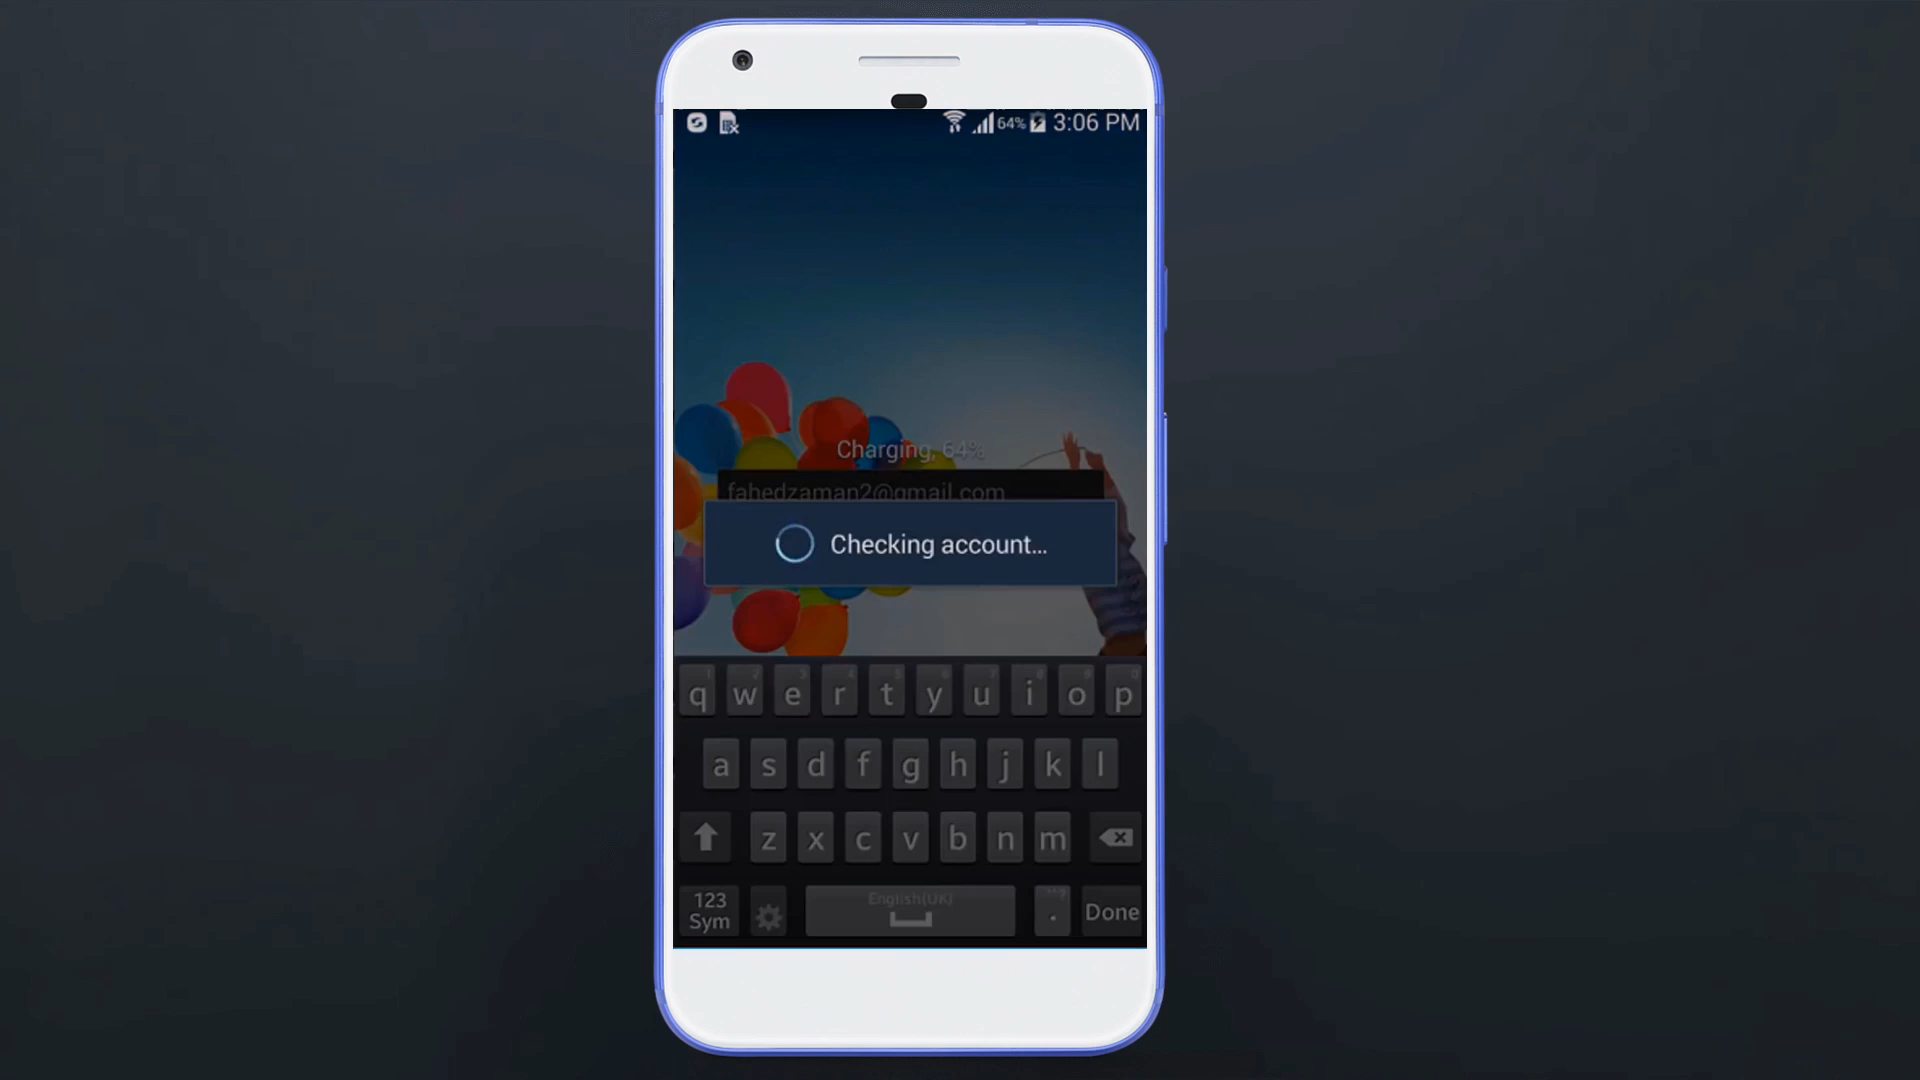 64% 3:06 PM
Charging, 64%
fahedzaman2@gmail.com
Checking account...
q w e r t y u i o p
a s d f g h j k l
z x c v b n m
123
Sym
English(UK)
. Done